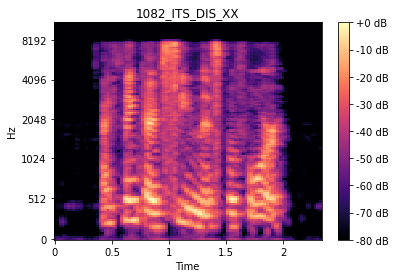 1082_ITS_DIS_XX
+0 dB
8192
-10 dB
4096
-20 dB
-30 dB
2048
Hz
-40 dB
1024
-50 dB
512
-60 dB
-70 dB
0
-80 dB
0 0.5 1 1.5 2
Time